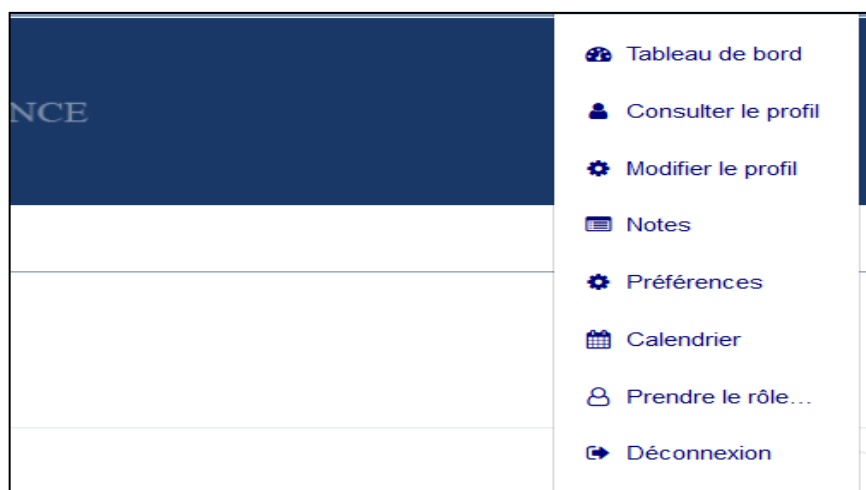 Tableau de bord
NCE
Consulter le profil
Modifier le profil
Notes
Préférences
Calendrier
Prendre le rôle...
Déconnexion